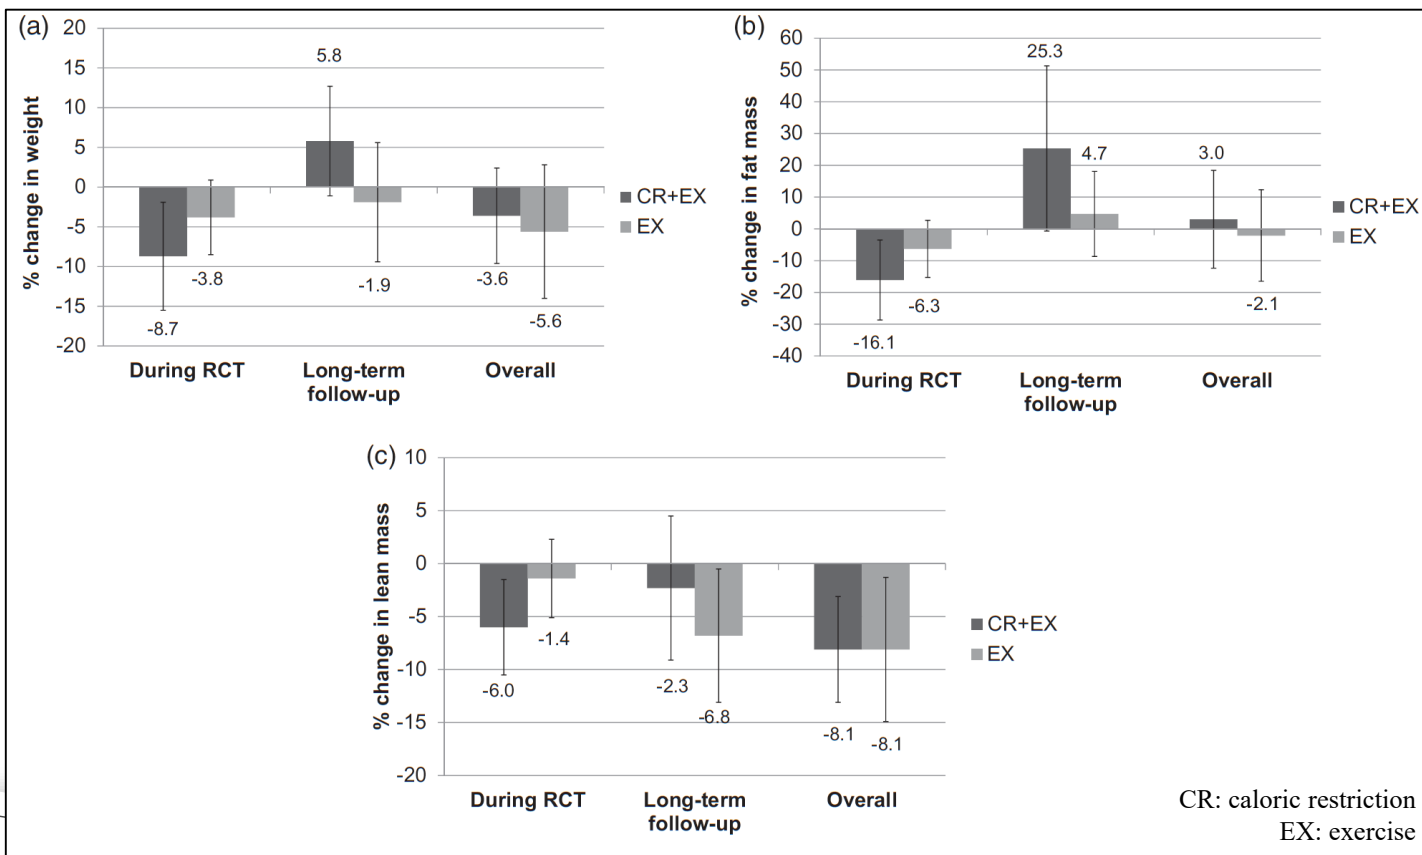 (a)
% change in weight
20
15
10
5
0
-5
-10
-15
-20
5.8
-3.8
-1.9
-3.6
-5.6
-8.7
During RCT
Long-term
follow-up
Overall
CR+EX
EX
(b)
% change in fat mass
60
50
40
30
20
10
0
-10
-20
-30
-40
25.3
4.7
3.0
-6.3
-2.1
-16.1
During RCT
Long-term
follow-up
Overall
CR+EX
EX
(c)
% change in lean mass
10
5
0
-5
-10
-15
-20
-1.4
-6.0
-2.3
-6.8
-8.1
-8.1
During RCT
Long-term
follow-up
Overall
CR+EX
EX
CR: caloric restriction
EX: exercise